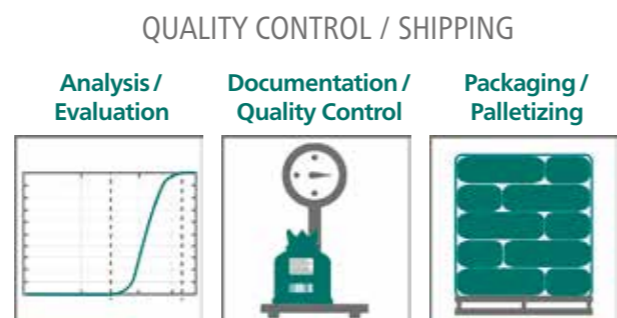 QUALITY CONTROL / SHIPPING
Analysis /
Evaluation
Documentation /
Quality Control
Packaging /
Palletizing